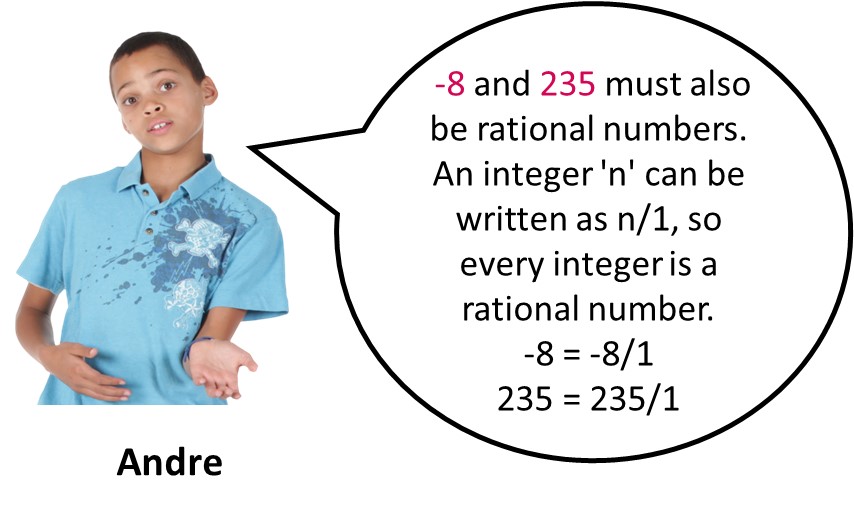 -8 and 235 must also
be rational numbers.
An integer 'n' can be
written as n/1, so
every integer is a
rational number.
-8 = -8/1
235 = 235/1
Andre